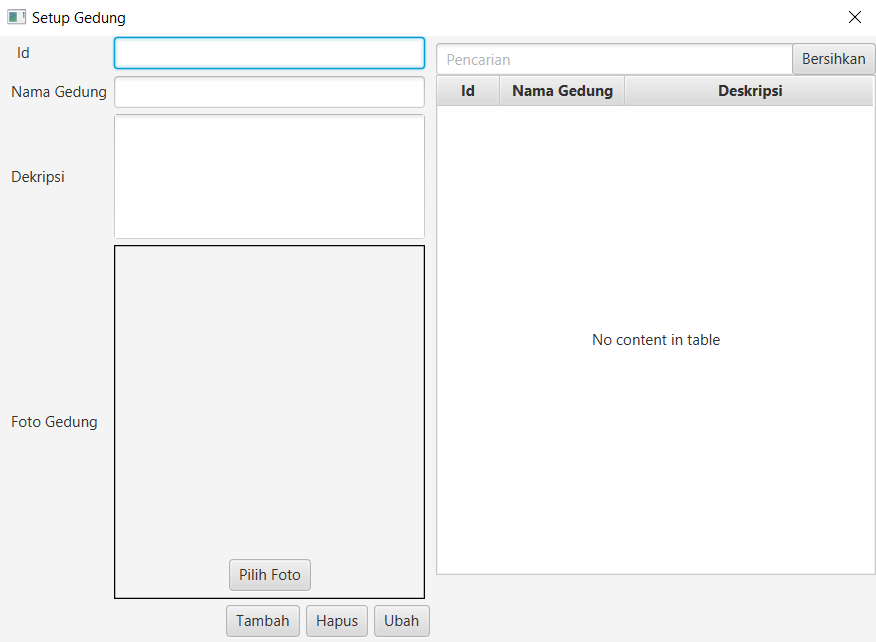 Setup Gedung
Id
Nama Gedung
Dekripsi
Foto Gedung
Pilih Foto
Tambah Hapus Ubah
Pencarian Bersihkan
Id Nama Gedung Deskripsi
No content in table